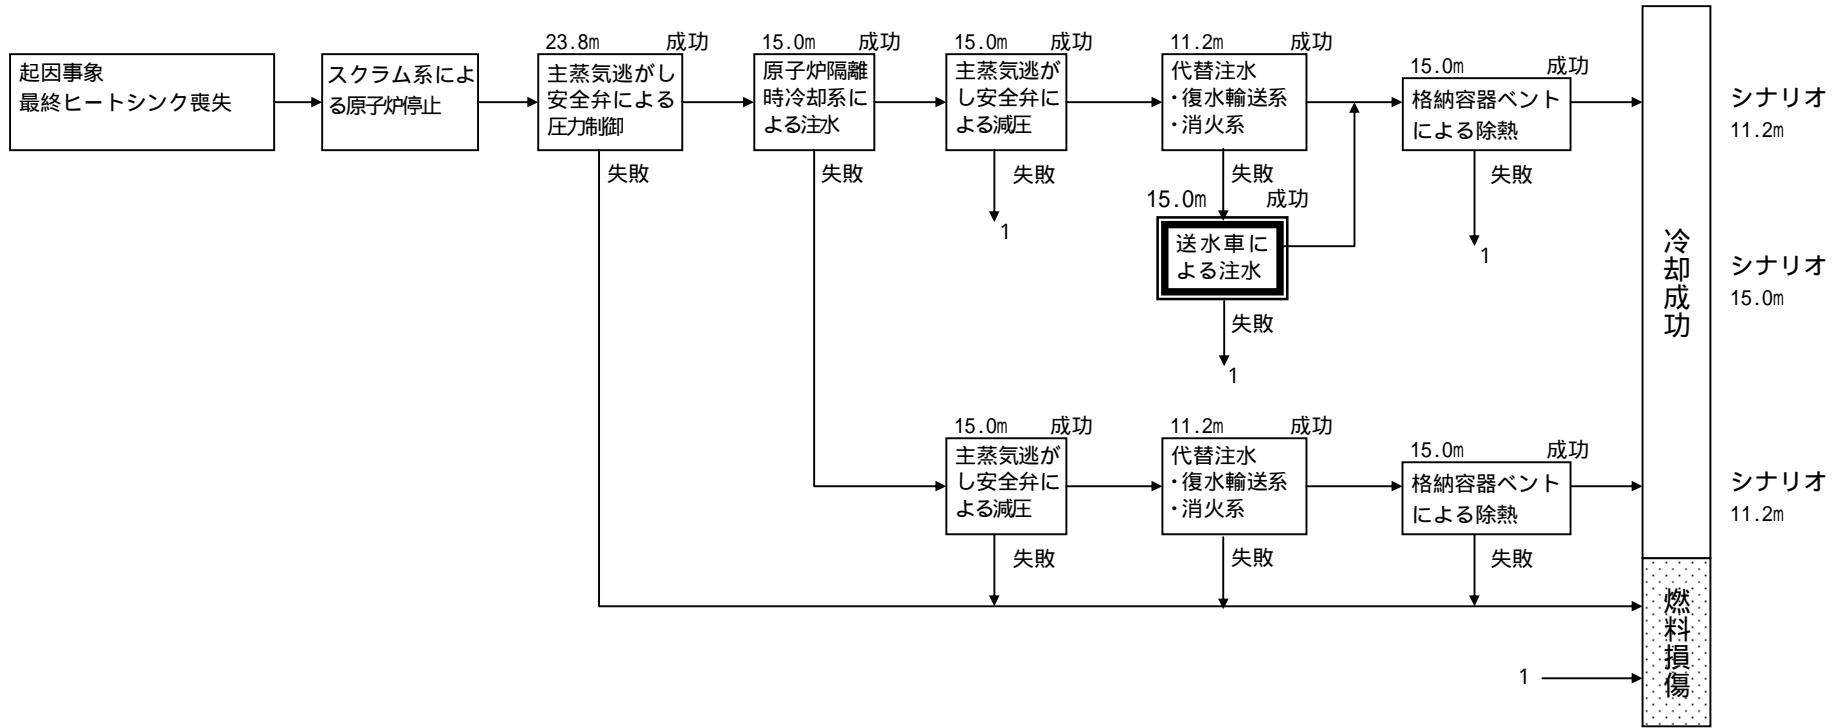 起因事象
最終ヒートシンク喪失
スクラム系によ
る原子炉停止
23.8m 成功
主蒸気逃がし
安全弁による
圧力制御
失敗
15.0m 成功
原子炉隔離
時冷却系に
よる注水
失敗
15.0m 成功
主蒸気逃が
し安全弁に
よる減圧
失敗
1
11.2m 成功
代替注水
・復水輸送系
・消火系
失敗
15.0m 成功
送水車に
よる注水
失敗
1
15.0m 成功
格納容器ベント
による除熱
失敗
1
15.0m 成功
主蒸気逃が
し安全弁に
よる減圧
失敗
11.2m 成功
代替注水
・復水輸送系
・消火系
失敗
15.0m 成功
格納容器ベント
による除熱
失敗
1
冷却成功
燃料損傷
シナリオ
11.2m
シナリオ
15.0m
シナリオ
11.2m